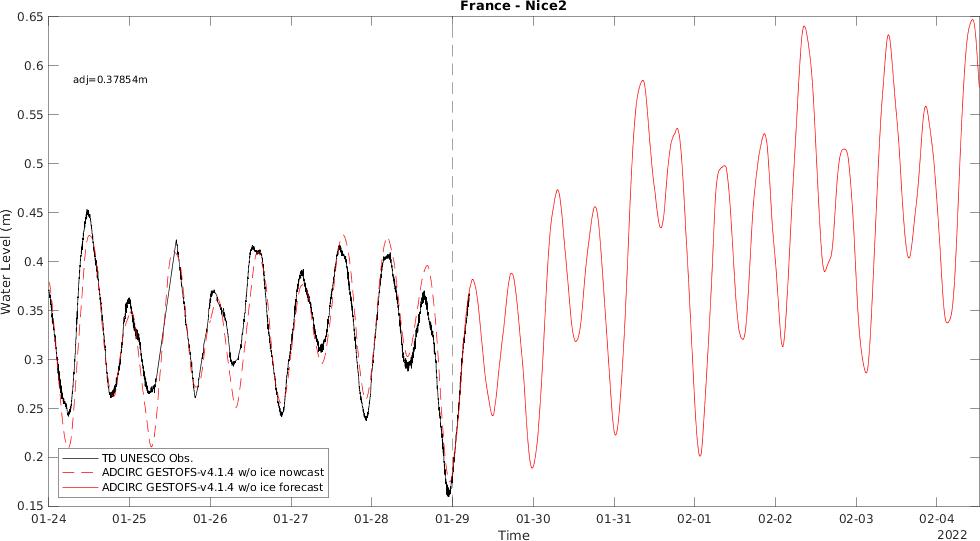 France - Nice2
adj=0.37854m
Water Level (m)
0.65
0.6
0.55
0.5
0.45
0.4
0.35
0.3
0.25
0.2
0.15
TD UNESCO Obs.
ADCIRC GESTOFS-v4.1.4 w/o ice nowcast
ADCIRC GESTOFS-v4.1.4 w/o ice forecast
01-24 01-25 01-26 01-27 01-28 01-29 01-30 01-31 02-01 02-02 02-03 02-04
Time
2022